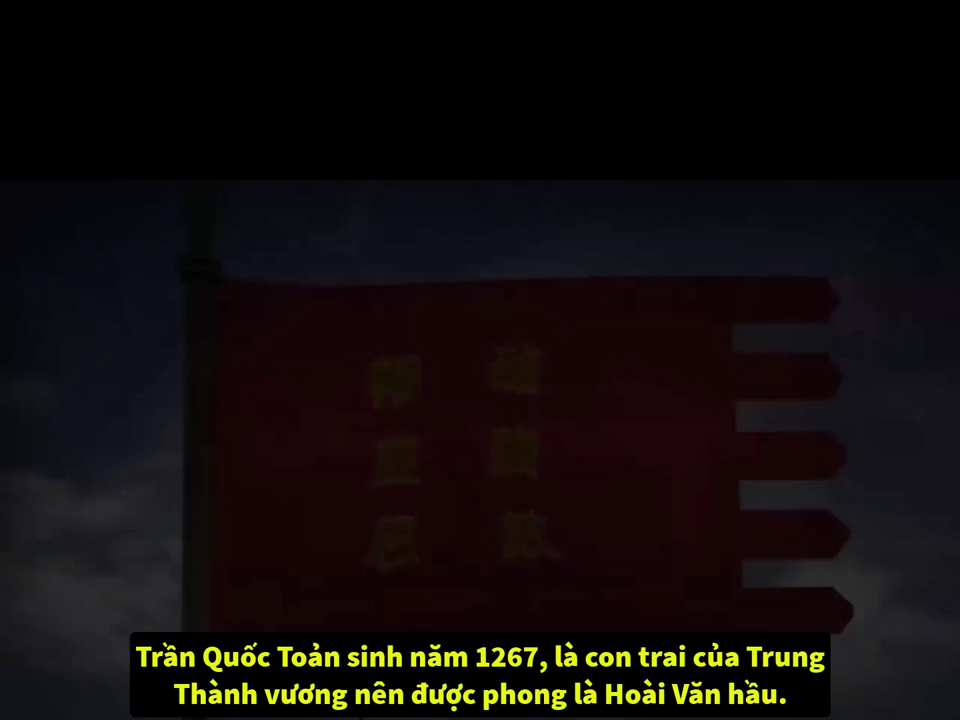 Trần Quốc Toản sinh năm 1267, là con trai của Trung
Thành vương nên được phong là Hoài Văn hầu.